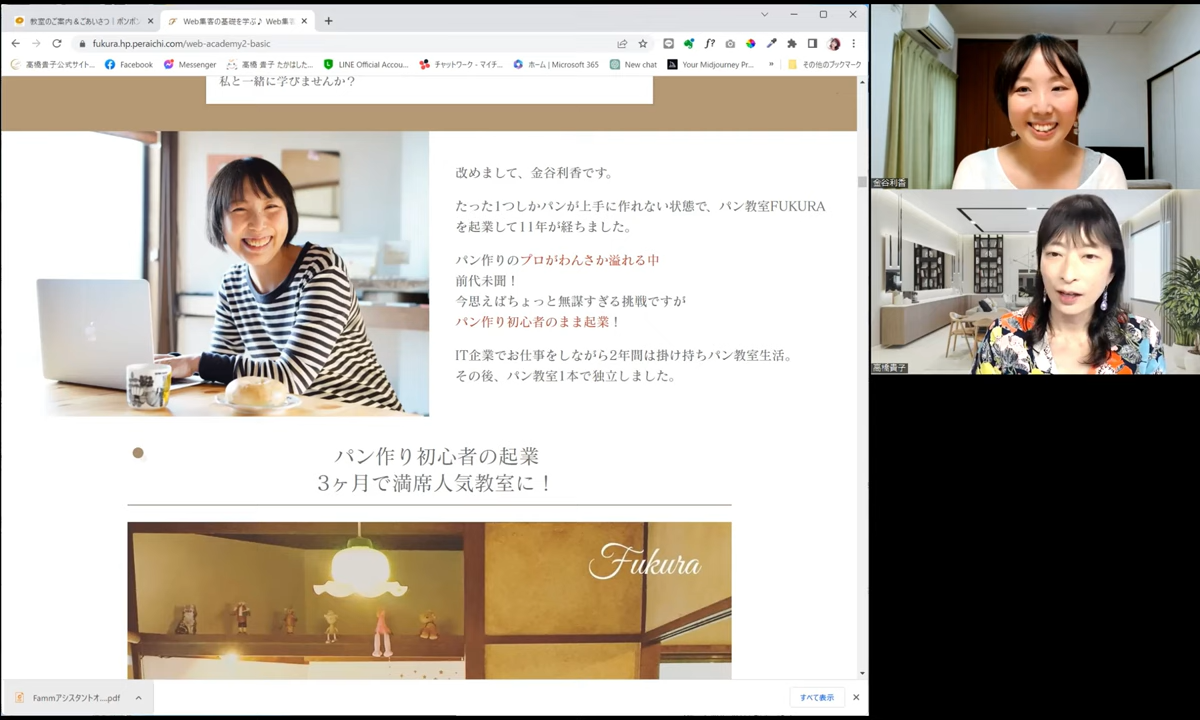 教室のご案内&ごあいさつ | ボンボン
Web集客の基礎を学ぶ♪ Web集客
fukura.hp.peraichi.com/web-academy2-basic
高橋貴子公式サイト...
Facebook
Messenger
高橋 貴子 たかはした...
LINE Official Accou...
チャットワーク - マイチ...
ホーム | Microsoft 365
New chat
Your Midjourney Pr...
»
その他のブックマーク
私と一緒に学びませんか？
改めまして、金谷利香です。
たった1つしかパンが上手に作れない状態で、パン教室FUKURA
を起業して11年が経ちました。
パン作りのプロがわんさか溢れる中
前代未聞！
今思えばちょっと無謀すぎる挑戦ですが
パン作り初心者のまま起業！
IT企業でお仕事をしながら2年間は掛け持ちパン教室生活。
その後、パン教室1本で独立しました。
パン作り初心者の起業
3ヶ月で満席人気教室に！
Fukura
Fammアシスタントオ....pdf
すべて表示
金谷利香
高橋貴子